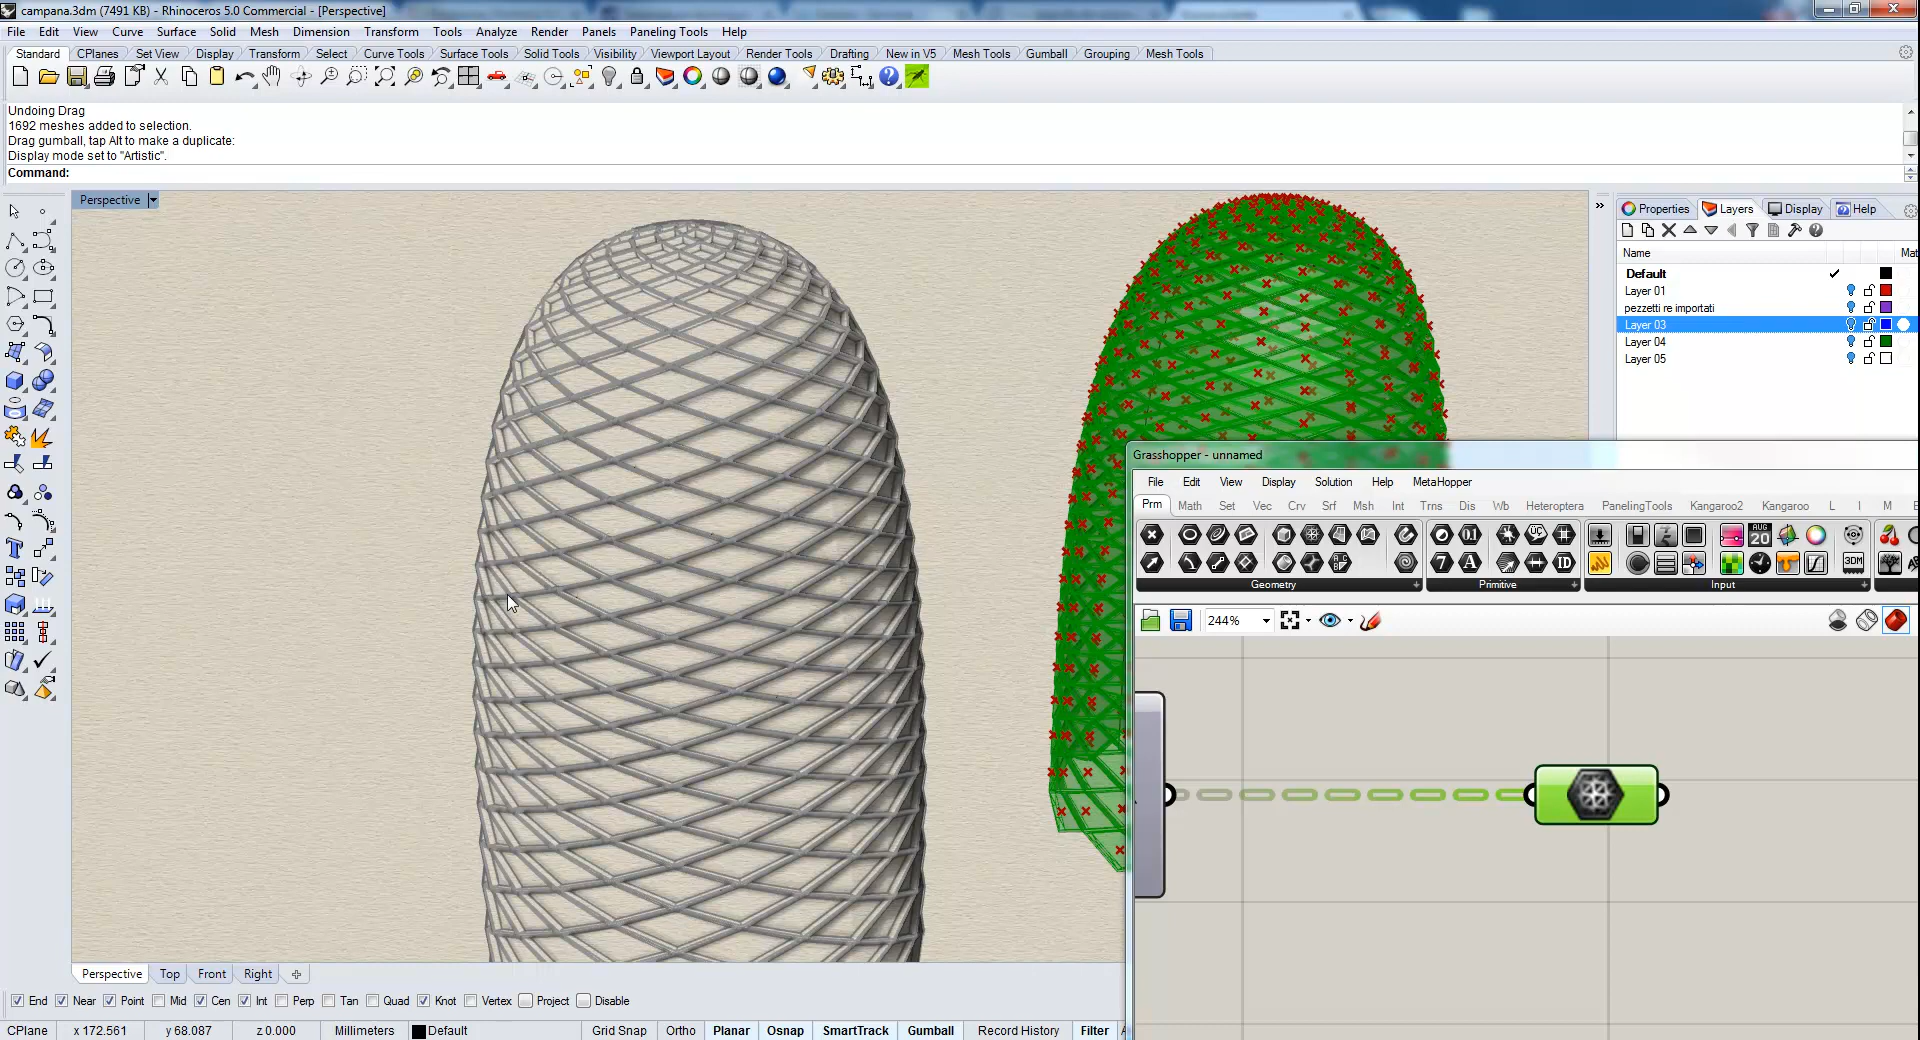 campana.3dm (7491 KB) - Rhinoceros 5.0 Commercial - [Perspective]
File Edit View Curve Surface Solid Mesh Dimension Transform Tools Analyze Render Panels Paneling Tools Help
Standard CPlanes Set View Display Transform Select Curve Tools Surface Tools Solid Tools Visibility Viewport Layout Render Tools Drafting New in V5 Mesh Tools Gumball Grouping Mesh Tools
Undoing Drag
1692 meshes added to selection.
Drag gumball, tap Alt to make a duplicate:
Display mode set to "Artistic".
Command:
Perspective
Properties Layers Display Help
Name Mat
Default
Layer 01
pezzetti re importati
Layer 03
Layer 04
Layer 05
Grasshopper - unnamed
File Edit View Display Solution Help MetaHopper
Prm Math Set Vec Crv Srf Msh Int Trns Dis Wb Heteroptera PanelingTools Kangaroo2 Kangaroo L I M
Geometry Primitive Input
244%
Perspective Top Front Right
End Near Point Mid Cen Int Perp Tan Quad Knot Vertex Project Disable
CPlane x 172.561 y 68.087 z 0.000 Millimeters Default Grid Snap Ortho Planar Osnap SmartTrack Gumball Record History Filter